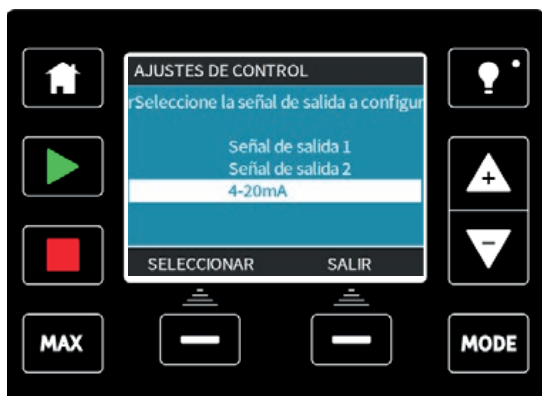 AJUSTES DE CONTROL
rSeleccione la señal de salida a configur
Señal de salida 1
Señal de salida 2
4-20mA
+
-
SELECCIONAR SALIR
MAX
MODE